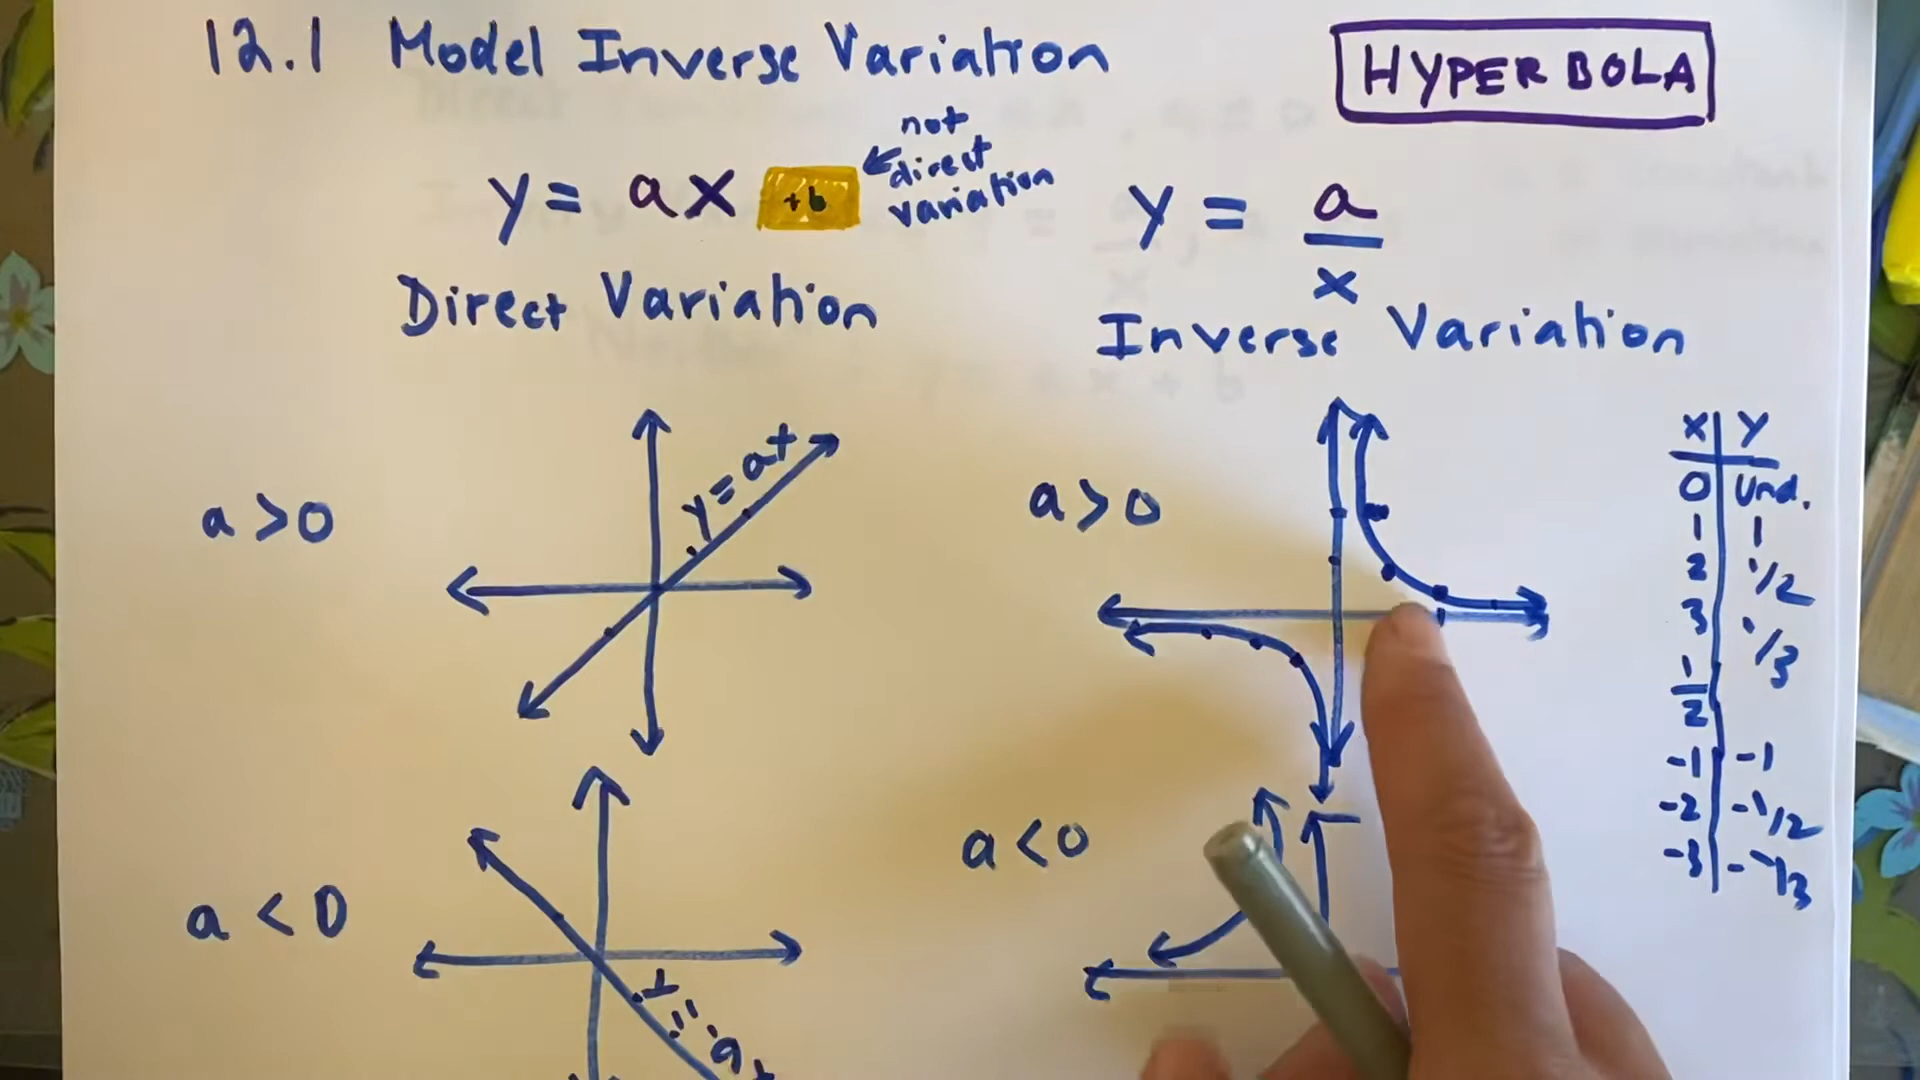 12.1 Model Inverse Variation
HYPERBOLA
y = ax +b
not
direct
variation
y = a
x
Direct Variation
Inverse Variation
a > 0
y = ax
a > 0
x y
0 Und.
1 1
2 1/2
3 1/3
1
2
-1 -1
-2 -1/2
-3 -1/3
a < 0
a < 0